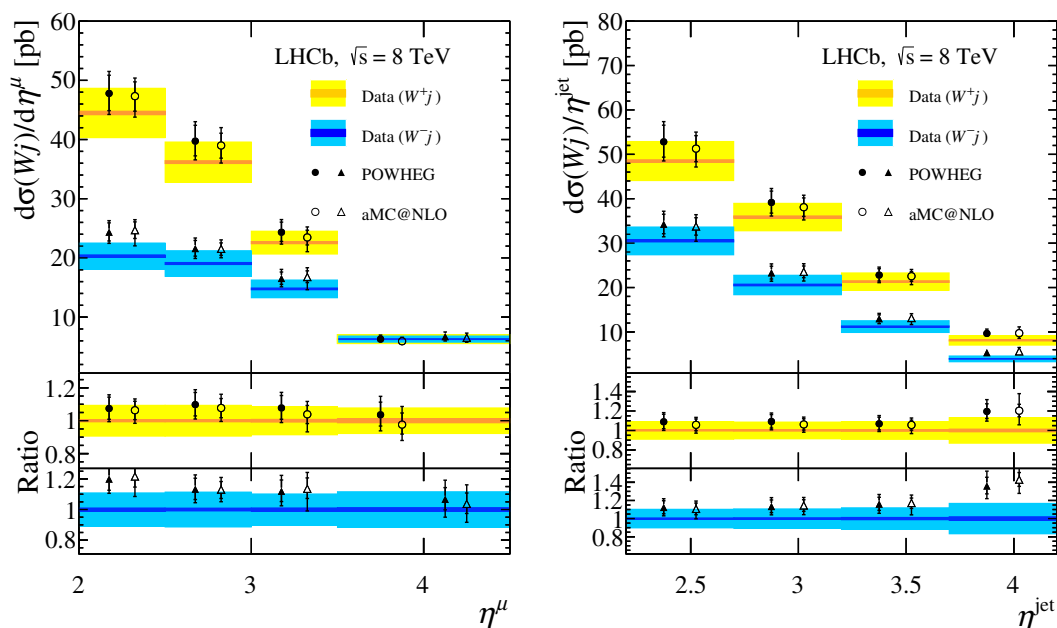 dσ(Wj)/dη^μ [pb]
60
50
40
30
20
10
LHCb, √s = 8 TeV
Data (W⁺j)
Data (W⁻j)
POWHEG
aMC@NLO
Ratio
1.2
1
0.8
1.2
1
0.8
2 3 4
η^μ
dσ(Wj)/η^jet [pb]
80
70
60
50
40
30
20
10
LHCb, √s = 8 TeV
Data (W⁺j)
Data (W⁻j)
POWHEG
aMC@NLO
Ratio
1.4
1.2
1
0.8
1.4
1.2
1
0.8
2.5 3 3.5 4
η^jet